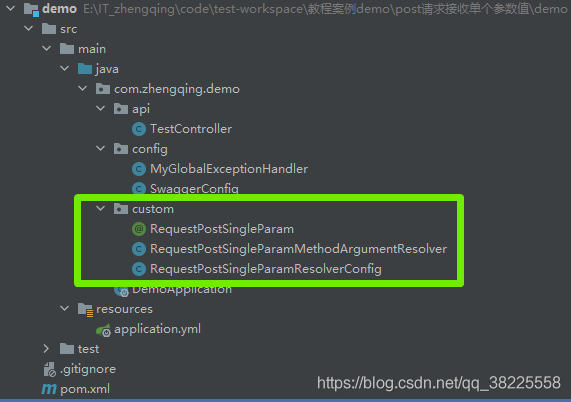 demo E:\IT_zhengqing\code\test-workspace\教程案例demo\post请求接收单个参数值\demo
src
main
java
com.zhengqing.demo
api
TestController
config
MyGlobalExceptionHandler
SwaggerConfig
custom
RequestPostSingleParam
RequestPostSingleParamMethodArgumentResolver
RequestPostSingleParamResolverConfig
DemoApplication
resources
application.yml
test
.gitignore
pom.xml
https://blog.csdn.net/qq_38225558